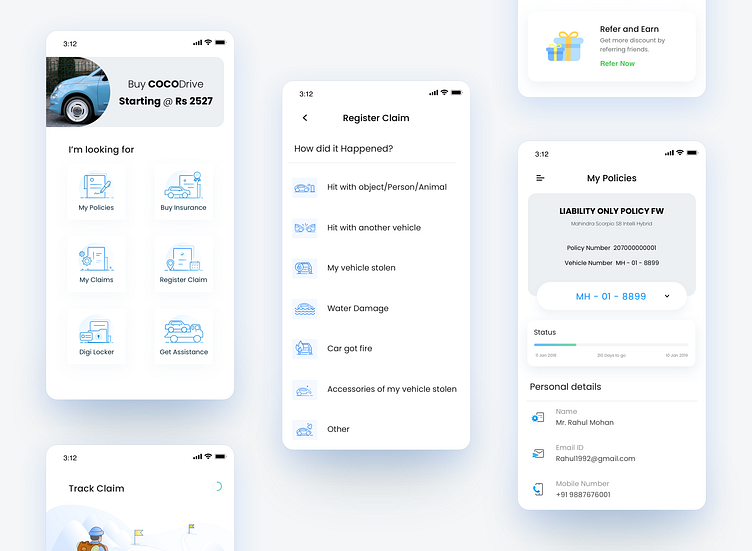 3:12
Buy COCODrive
Starting @ Rs 2527
I'm looking for
My Policies
Buy Insurance
My Claims
Register Claim
Digi Locker
Get Assistance
3:12
Track Claim
3:12
Register Claim
How did it Happened?
Hit with object/Person/Animal
Hit with another vehicle
My vehicle stolen
Water Damage
Car got fire
Accessories of my vehicle stolen
Other
Refer and Earn
Get more discount by
referring friends.
Refer Now
3:12
My Policies
LIABILITY ONLY POLICY FW
Mahindra Scorpio S8 Intelli Hybrid
Policy Number 207000000001
Vehicle Number MH - 01 - 8899
MH - 01 - 8899
Status
Jan 2018
Days to go
Jan 2019
Personal details
Name
Mr. Rahul Mohan
Email ID
Rahul1992@gmail.com
Mobile Number
+91 9887676001